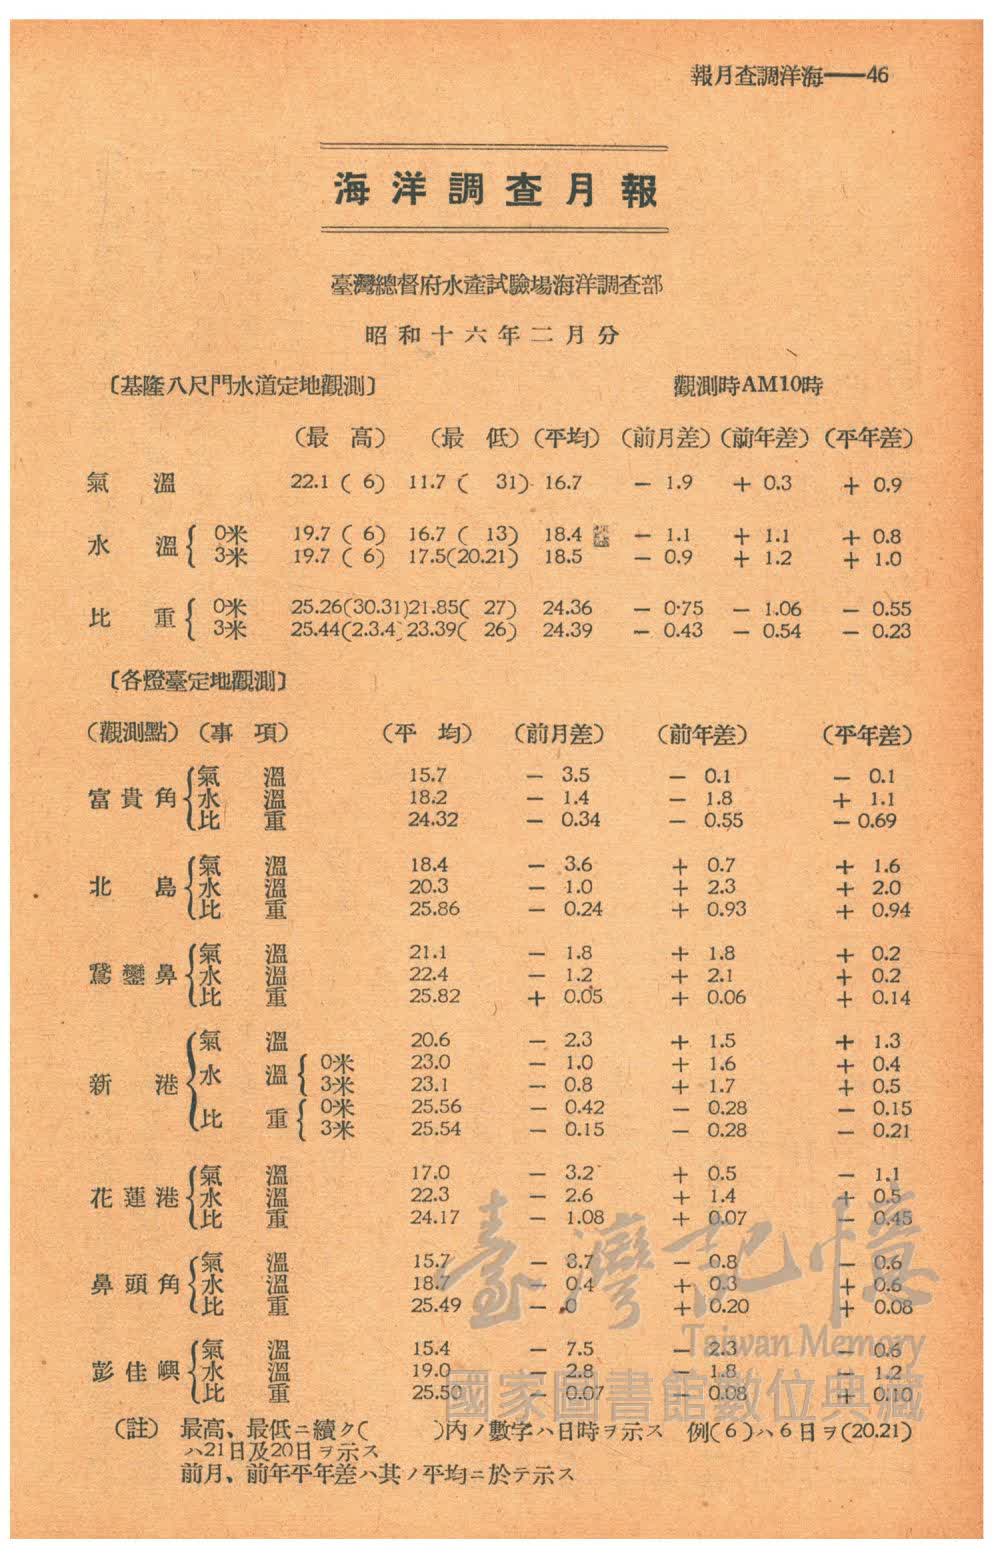 報月査調洋海——46
海洋調査月報
臺灣總督府水産試驗場海洋調査部
昭和十六年二月分
〔基隆八尺門水道定地觀測〕 觀測時AM10時
(最 高) (最 低) (平均) (前月差) (前年差) (平年差)
氣 溫 22.1 ( 6) 11.7 ( 31) 16.7 − 1.9 + 0.3 + 0.9
水 溫 { 0米 19.7 ( 6) 16.7 ( 13) 18.4 − 1.1 + 1.1 + 0.8
3米 19.7 ( 6) 17.5(20.21) 18.5 − 0.9 + 1.2 + 1.0
比 重 { 0米 25.26(30.31)21.85( 27) 24.36 − 0·75 − 1.06 − 0.55
3米 25.44(2.3.4) 23.39( 26) 24.39 − 0.43 − 0.54 − 0.23
〔各燈臺定地觀測〕
(觀測點) (事 項) (平 均) (前月差) (前年差) (平年差)
富貴角 { 氣 溫 15.7 − 3.5 − 0.1 − 0.1
水 溫 18.2 − 1.4 − 1.8 + 1.1
比 重 24.32 − 0.34 − 0.55 − 0.69
北 島 { 氣 溫 18.4 − 3.6 + 0.7 + 1.6
水 溫 20.3 − 1.0 + 2.3 + 2.0
比 重 25.86 − 0.24 + 0.93 + 0.94
鵞鑾鼻 { 氣 溫 21.1 − 1.8 + 1.8 + 0.2
水 溫 22.4 − 1.2 + 2.1 + 0.2
比 重 25.82 + 0.05 + 0.06 + 0.14
新 港 { 氣 溫 20.6 − 2.3 + 1.5 + 1.3
水 溫 { 0米 23.0 − 1.0 + 1.6 + 0.4
3米 23.1 − 0.8 + 1.7 + 0.5
比 重 { 0米 25.56 − 0.42 − 0.28 − 0.15
3米 25.54 − 0.15 − 0.28 − 0.21
花蓮港 { 氣 溫 17.0 − 3.2 + 0.5 − 1.1
水 溫 22.3 − 2.6 + 1.4 + 0.5
比 重 24.17 − 1.08 + 0.07 − 0.45
鼻頭角 { 氣 溫 15.7 − 3.7 − 0.8 − 0.6
水 溫 18.7 − 0.4 + 0.3 + 0.6
比 重 25.49 − .0 + 0.20 + 0.08
彭佳嶼 { 氣 溫 15.4 − 7.5 − 2.3 − 0.6
水 溫 19.0 − 2.8 − 1.8 − 1.2
比 重 25.50 − 0.07 − 0.08 + 0.10
(註) 最高、最低ニ續ク( )内ノ數字ハ日時ヲ示ス 例(6)ハ6日ヲ(20.21)
ハ21日及20日ヲ示ス
前月、前年平年差ハ其ノ平均ニ於テ示ス
臺灣記憶
Taiwan Memory
國家圖書館數位典藏